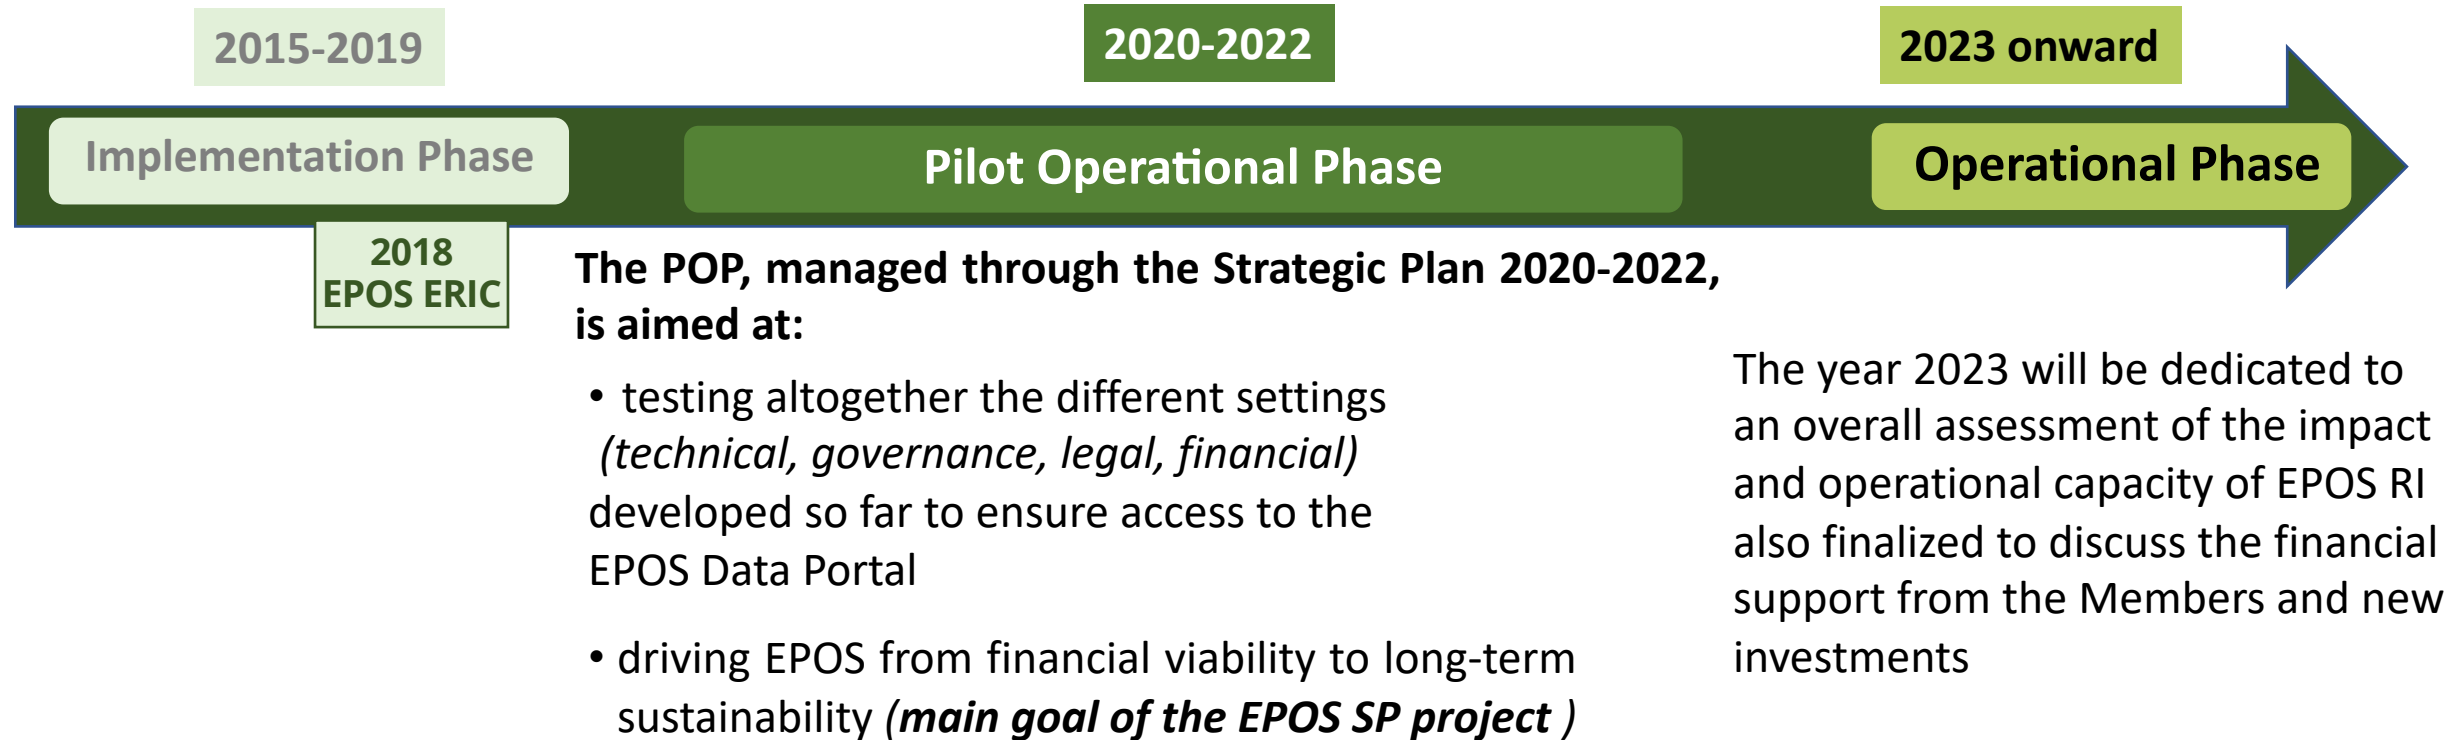 2015-2019
2020-2022
2023 onward
Implementation Phase
Pilot Operational Phase
Operational Phase
2018
EPOS ERIC
The POP, managed through the Strategic Plan 2020-2022,
is aimed at:
• testing altogether the different settings
(technical, governance, legal, financial)
developed so far to ensure access to the
EPOS Data Portal
• driving EPOS from financial viability to long-term
sustainability (main goal of the EPOS SP project )
The year 2023 will be dedicated to
an overall assessment of the impact
and operational capacity of EPOS RI
also finalized to discuss the financial
support from the Members and new
investments